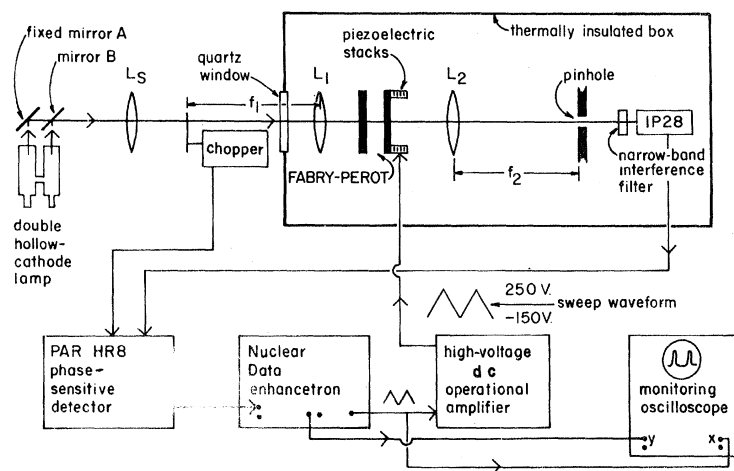 fixed mirror A
mirror B
L_S
quartz
window
f_1
L_1
piezoelectric
stacks
L_2
thermally insulated box
pinhole
1P28
narrow-band
interference
filter
chopper
FABRY-PEROT
f_2
double
hollow-
cathode
lamp
250 V.
-150V.
sweep waveform
PAR HR8
phase-
sensitive
detector
Nuclear
Data
enhancetron
high-voltage
d c
operational
amplifier
monitoring
oscilloscope
y
x